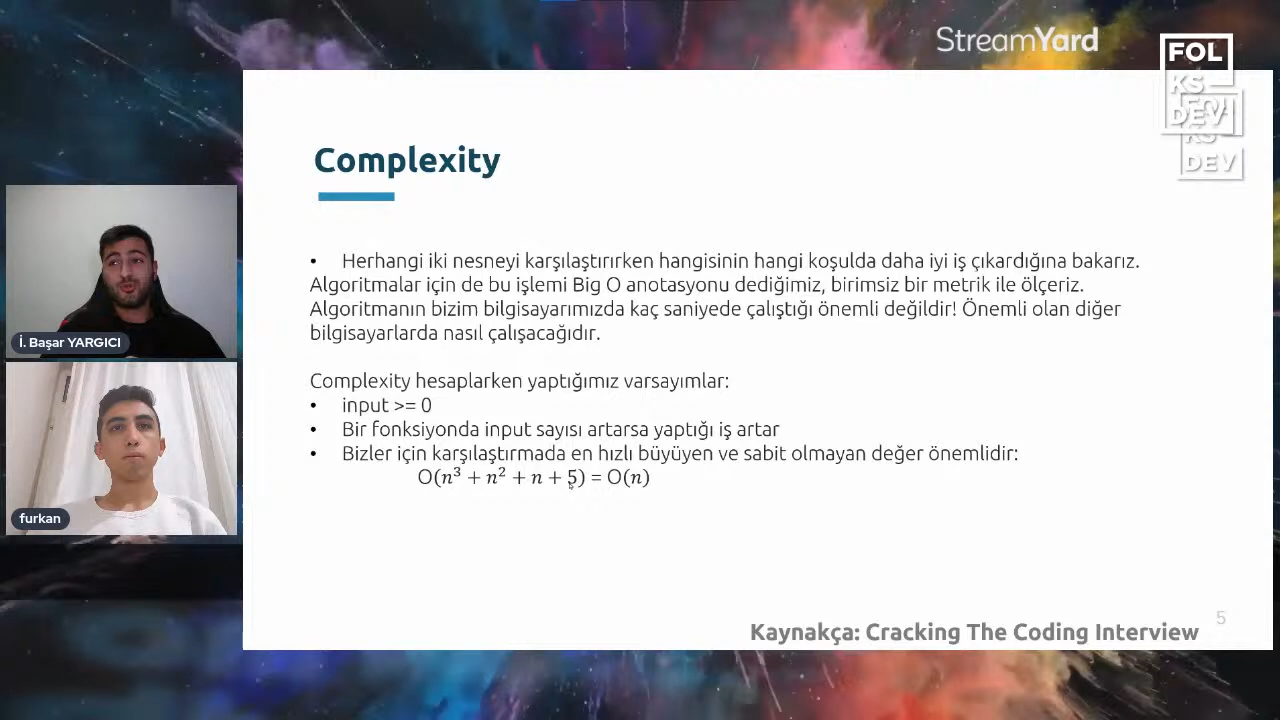 StreamYard
FOL
KS
DEV
DEV
Complexity
• Herhangi iki nesneyi karşılaştırırken hangisinin hangi koşulda daha iyi iş çıkardığına bakarız.
Algoritmalar için de bu işlemi Big O anotasyonu dediğimiz, birimsiz bir metrik ile ölçeriz.
Algoritmanın bizim bilgisayarımızda kaç saniyede çalıştığı önemli değildir! Önemli olan diğer
bilgisayarlarda nasıl çalışacağıdır.
Complexity hesaplarken yaptığımız varsayımlar:
• input >= 0
• Bir fonksiyonda input sayısı artarsa yaptığı iş artar
• Bizler için karşılaştırmada en hızlı büyüyen ve sabit olmayan değer önemlidir:
O(n³ + n² + n + 5) = O(n)
İ. Başar YARGICI
furkan
5
Kaynakça: Cracking The Coding Interview